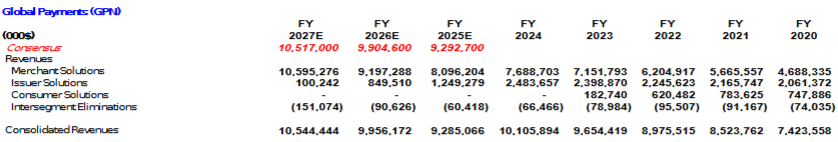 Global Payments (GPN)
FY FY FY FY FY FY FY FY
(000s) 2027E 2026E 2025E 2024 2023 2022 2021 2020
Consensus 10,517,000 9,904,600 9,292,700
Revenues
Merchant Solutions 10,595,276 9,197,288 8,096,204 7,688,703 7,151,793 6,204,917 5,665,557 4,688,335
Issuer Solutions 100,242 849,510 1,249,279 2,483,657 2,398,870 2,245,623 2,165,747 2,061,372
Consumer Solutions - - - - 182,740 620,482 783,625 747,886
Intersegment Eliminations (151,074) (90,626) (60,418) (66,466) (78,984) (95,507) (91,167) (74,035)
Consolidated Revenues 10,544,444 9,956,172 9,285,066 10,105,894 9,654,419 8,975,515 8,523,762 7,423,558